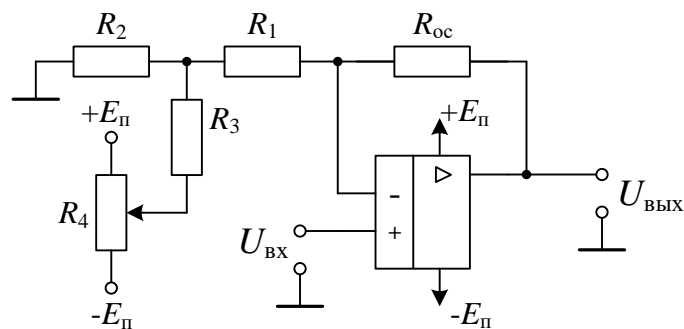 R₂
R₁
Rос
+Eп
R₃
+Eп
R₄
-
Uвх
+
Uвых
-Eп
-Eп